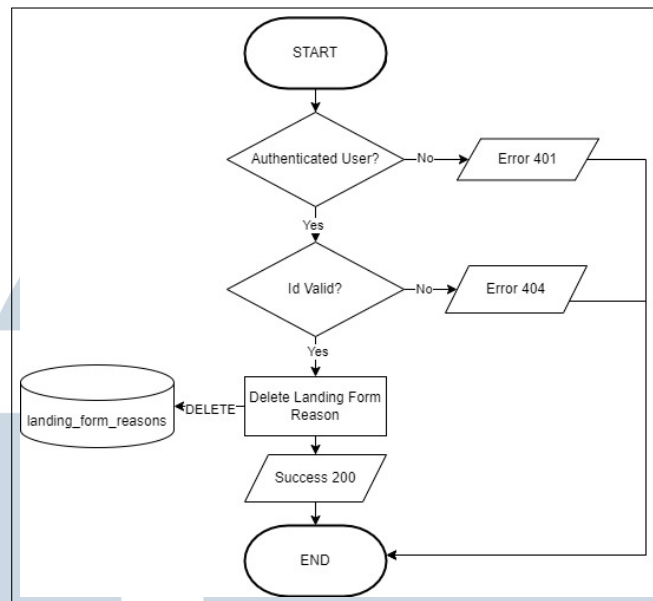 START
Authenticated User?
No
Error 401
Yes
Id Valid?
No
Error 404
Yes
Delete Landing Form
Reason
DELETE
landing_form_reasons
Success 200
END